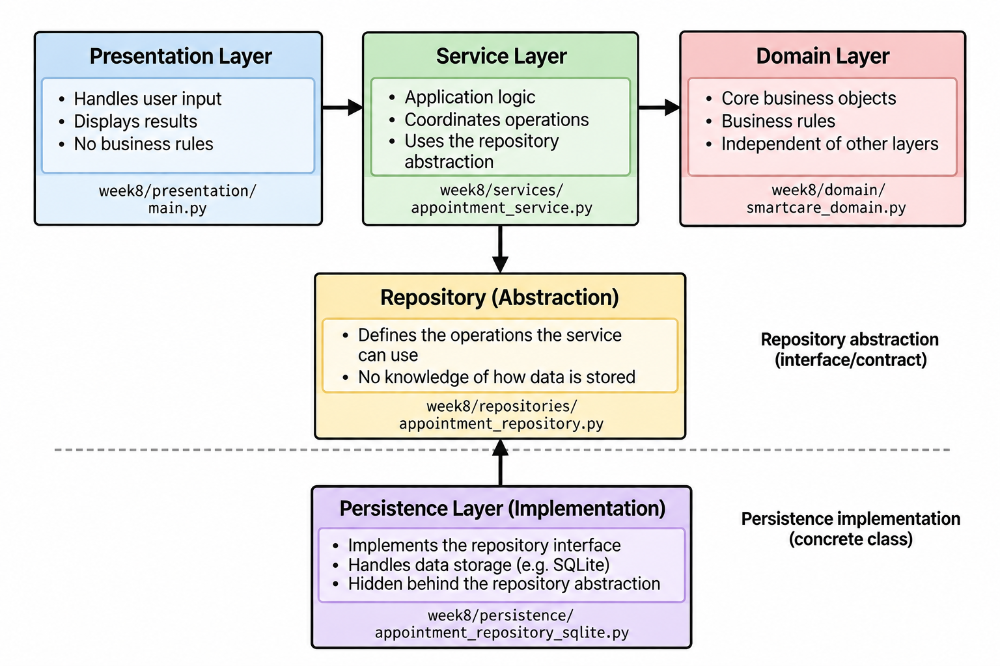 Presentation Layer
• Handles user input
• Displays results
• No business rules
week8/presentation/
main.py
Service Layer
• Application logic
• Coordinates operations
• Uses the repository
abstraction
week8/services/
appointment_service.py
Domain Layer
• Core business objects
• Business rules
• Independent of other layers
week8/domain/
smartcare_domain.py
Repository (Abstraction)
• Defines the operations the service
can use
• No knowledge of how data is stored
week8/repositories/
appointment_repository.py
Repository abstraction
(interface/contract)
Persistence Layer (Implementation)
• Implements the repository interface
• Handles data storage (e.g. SQLite)
• Hidden behind the repository abstraction
week8/persistence/
appointment_repository_sqlite.py
Persistence implementation
(concrete class)